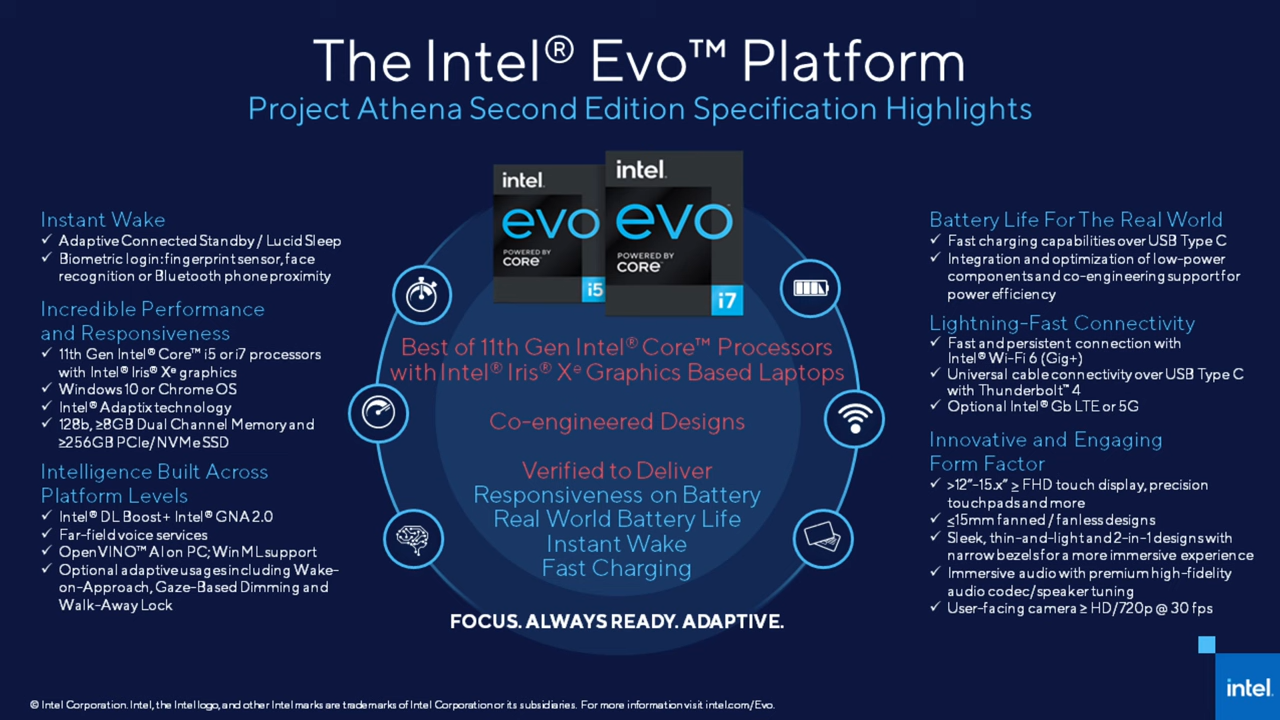 The Intel® Evo™ Platform
Project Athena Second Edition Specification Highlights
Instant Wake
✓ Adaptive Connected Standby / Lucid Sleep
✓ Biometric login: fingerprint sensor, face
recognition or Bluetooth phone proximity
Incredible Performance
and Responsiveness
✓ 11th Gen Intel® Core™ i5 or i7 processors
with Intel® Iris® Xᵉ graphics
✓ Windows 10 or Chrome OS
✓ Intel® Adaptix technology
✓ 128b, ≥8GB Dual Channel Memory and
≥256GB PCIe/NVMe SSD
Intelligence Built Across
Platform Levels
✓ Intel® DL Boost + Intel® GNA 2.0
✓ Far-field voice services
✓ OpenVINO™ AI on PC; WinML support
✓ Optional adaptive usages including Wake-
on-Approach, Gaze-Based Dimming and
Walk-Away Lock
intel.
evo
POWERED BY
CORE™
i5
intel.
evo™
POWERED BY
CORE™
i7
Best of 11th Gen Intel® Core™ Processors
with Intel® Iris® Xᵉ Graphics Based Laptops
Co-engineered Designs
Verified to Deliver
Responsiveness on Battery
Real World Battery Life
Instant Wake
Fast Charging
FOCUS. ALWAYS READY. ADAPTIVE.
Battery Life For The Real World
✓ Fast charging capabilities over USB Type C
✓ Integration and optimization of low-power
components and co-engineering support for
power efficiency
Lightning-Fast Connectivity
✓ Fast and persistent connection with
Intel® Wi-Fi 6 (Gig+)
✓ Universal cable connectivity over USB Type C
with Thunderbolt™ 4
✓ Optional Intel® Gb LTE or 5G
Innovative and Engaging
Form Factor
✓ >12”-15.x” ≥ FHD touch display, precision
touchpads and more
✓ ≤15mm fanned / fanless designs
✓ Sleek, thin-and-light and 2-in-1 designs with
narrow bezels for a more immersive experience
✓ Immersive audio with premium high-fidelity
audio codec/speaker tuning
✓ User-facing camera ≥ HD/720p @ 30 fps
© Intel Corporation. Intel, the Intel logo, and other Intel marks are trademarks of Intel Corporation or its subsidiaries. For more information visit intel.com/Evo.
intel.